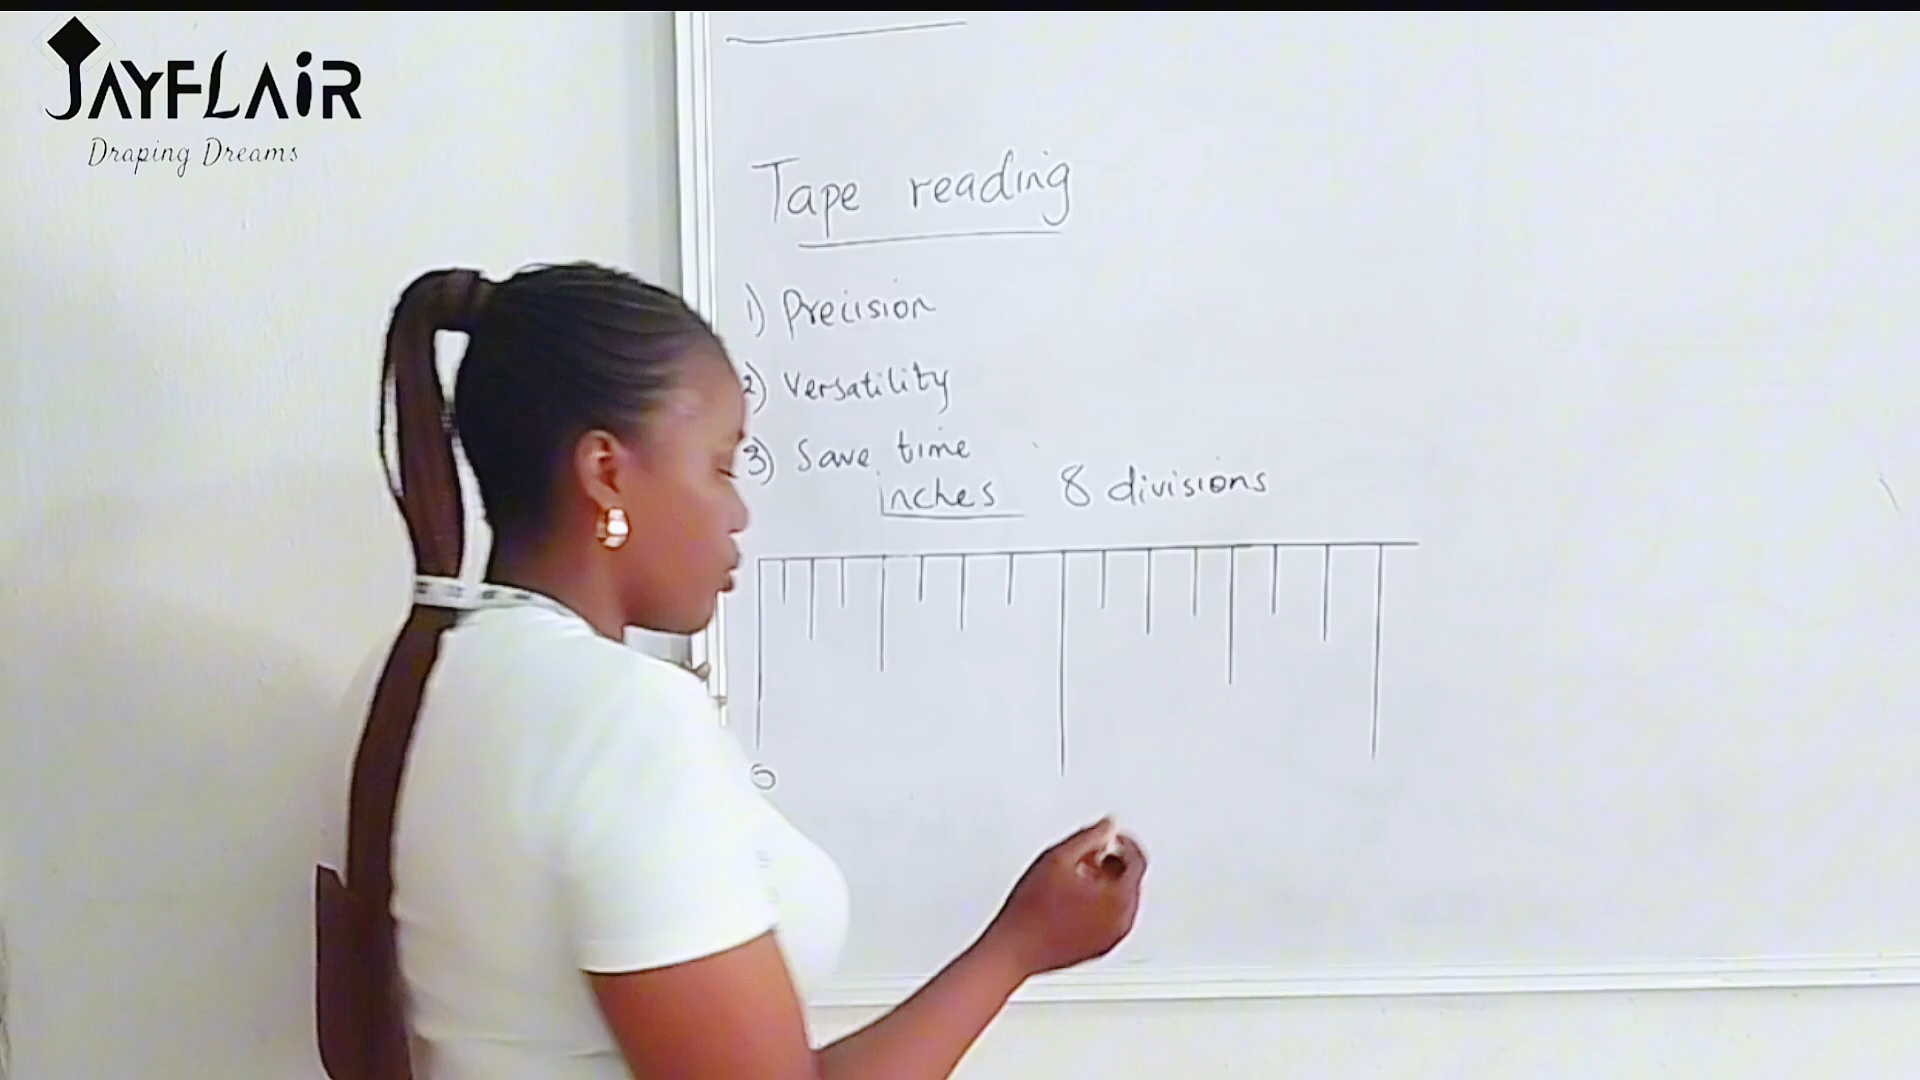 JAYFLAIR
Draping Dreams
Tape reading
1) Precision
2) Versatility
3) Save time
inches 8 divisions
0